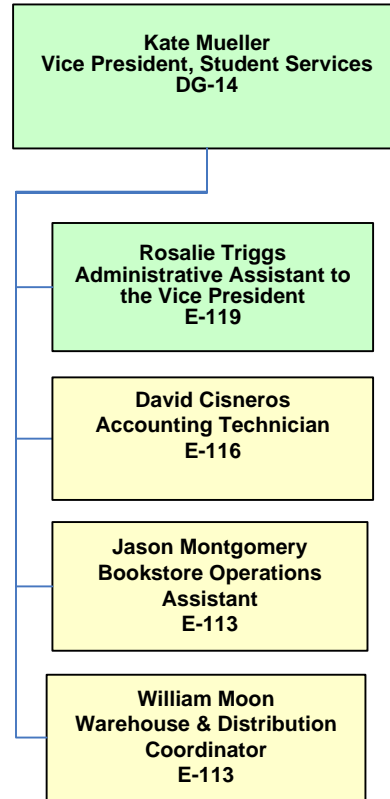 Kate Mueller
Vice President, Student Services
DG-14
Rosalie Triggs
Administrative Assistant to
the Vice President
E-119
David Cisneros
Accounting Technician
E-116
Jason Montgomery
Bookstore Operations
Assistant
E-113
William Moon
Warehouse & Distribution
Coordinator
E-113